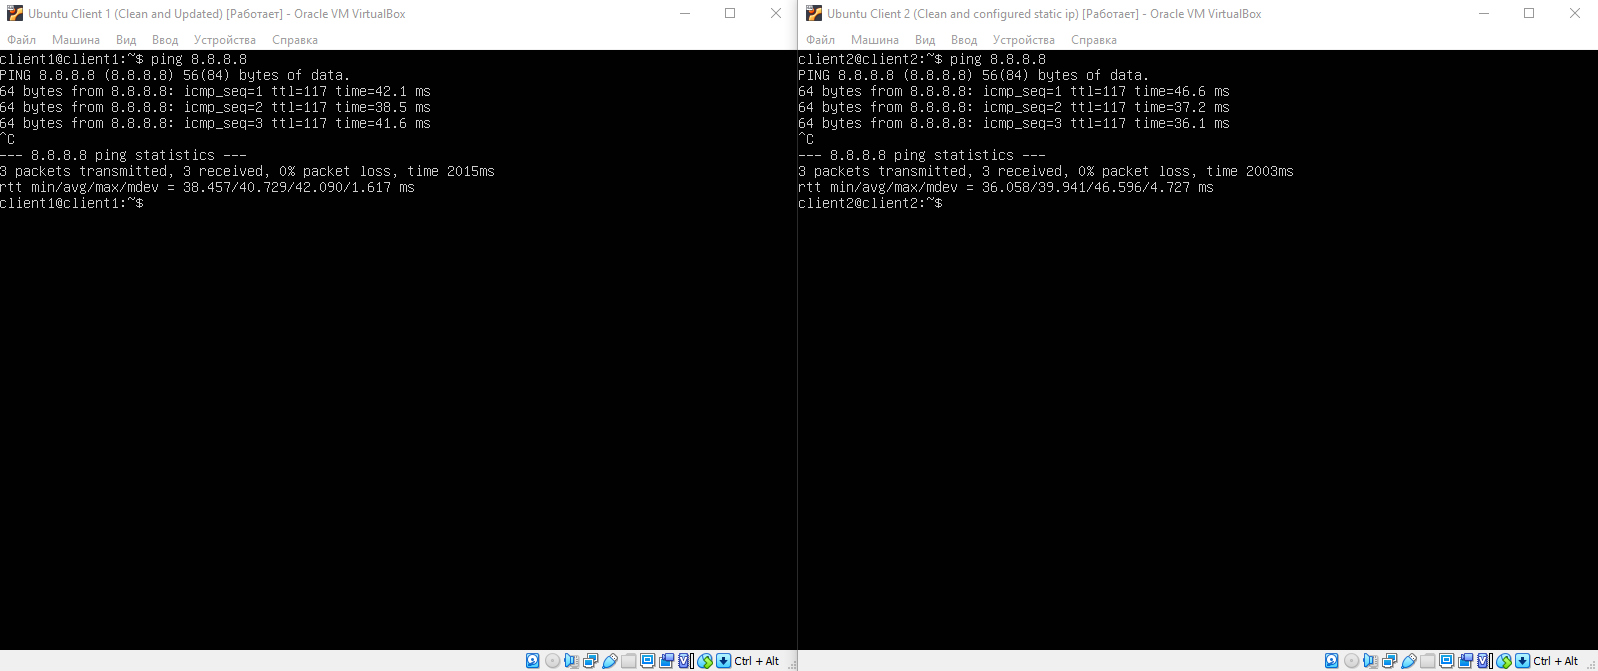 Ubuntu Client 1 (Clean and Updated) [Работает] - Oracle VM VirtualBox
Файл Машина Вид Ввод Устройства Справка
client1@client1:~$ ping 8.8.8.8
PING 8.8.8.8 (8.8.8.8) 56(84) bytes of data.
64 bytes from 8.8.8.8: icmp_seq=1 ttl=117 time=42.1 ms
64 bytes from 8.8.8.8: icmp_seq=2 ttl=117 time=38.5 ms
64 bytes from 8.8.8.8: icmp_seq=3 ttl=117 time=41.6 ms
^C
--- 8.8.8.8 ping statistics ---
3 packets transmitted, 3 received, 0% packet loss, time 2015ms
rtt min/avg/max/mdev = 38.457/40.729/42.090/1.617 ms
client1@client1:~$
Ctrl + Alt
Ubuntu Client 2 (Clean and configured static ip) [Работает] - Oracle VM VirtualBox
Файл Машина Вид Ввод Устройства Справка
client2@client2:~$ ping 8.8.8.8
PING 8.8.8.8 (8.8.8.8) 56(84) bytes of data.
64 bytes from 8.8.8.8: icmp_seq=1 ttl=117 time=46.6 ms
64 bytes from 8.8.8.8: icmp_seq=2 ttl=117 time=37.2 ms
64 bytes from 8.8.8.8: icmp_seq=3 ttl=117 time=36.1 ms
^C
--- 8.8.8.8 ping statistics ---
3 packets transmitted, 3 received, 0% packet loss, time 2003ms
rtt min/avg/max/mdev = 36.058/39.941/46.596/4.727 ms
client2@client2:~$
Ctrl + Alt